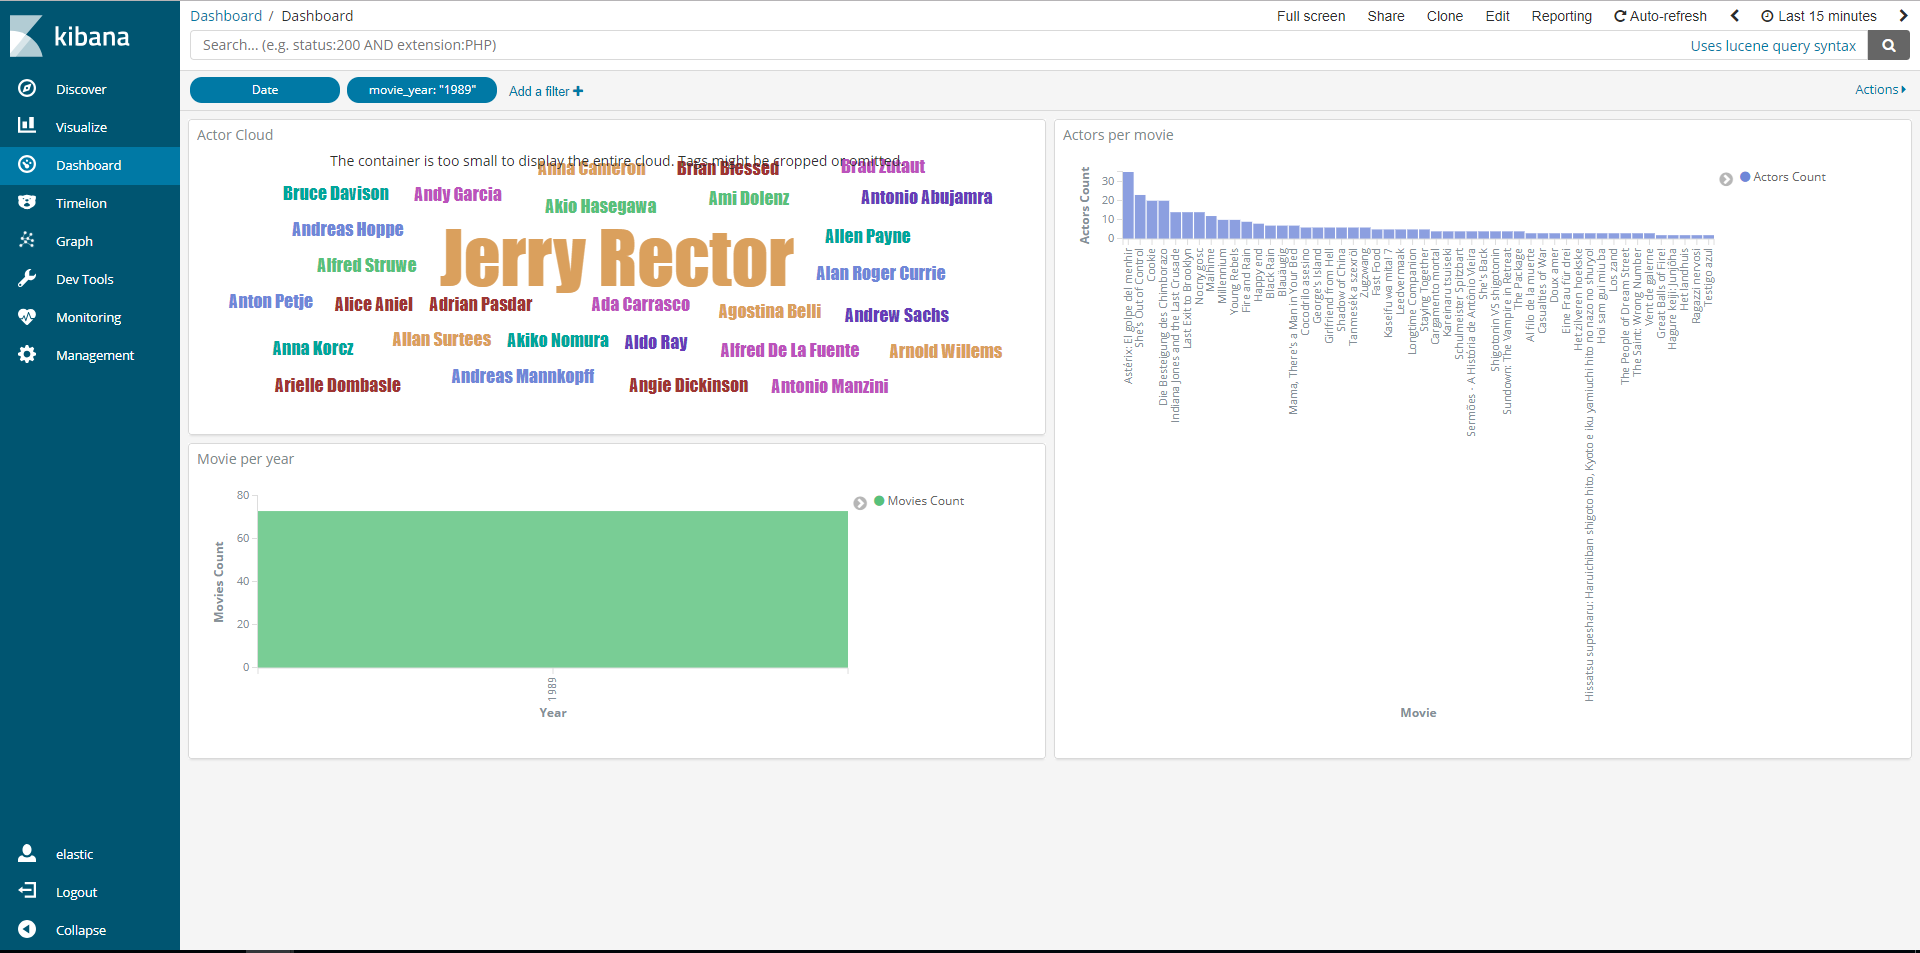 kibana
Discover
Visualize
Dashboard
Timelion
Graph
Dev Tools
Monitoring
Management
elastic
Logout
Collapse
Dashboard / Dashboard
Full screen Share Clone Edit Reporting Auto-refresh Last 15 minutes
Search... (e.g. status:200 AND extension:PHP)
Uses lucene query syntax
Date movie_year: "1989" Add a filter
Actions
Actor Cloud
The container is too small to display the entire cloud. Tags might be cropped or omitted.
Anna Cameron Brian Blessed Brad Zutaut
Bruce Davison Andy Garcia Akio Hasegawa Ami Dolenz Antonio Abujamra
Andreas Hoppe Jerry Rector Allen Payne
Alfred Struwe Alan Roger Currie
Anton Petje Alice Aniel Adrian Pasdar Ada Carrasco Agostina Belli Andrew Sachs
Anna Korcz Allan Surtees Akiko Nomura Aldo Ray Alfred De La Fuente Arnold Willems
Arielle Dombasle Andreas Mannkopff Angie Dickinson Antonio Manzini
Movie per year
Movies Count
80
60
40
20
0
Movies Count
1989
Year
Actors per movie
Actors Count
30
20
10
0
Actors Count
Astérix: El golpe del menhir
She's Out of Control
Cookie
Die Besteigung des Chimborazo
Indiana Jones and the Last Crusade
Last Exit to Brooklyn
Nocny gosc
Malhime
Millennium
Young Rebels
Fire and Rain
Happy end
Black Rain
Blauäugig
Mama, There's a Man in Your Bed
Cocodrilo asesino
George's Island
Girlfriend from Hell
Shadow of China
Tanmesék a szexröl
Zugzwang
Fast Food
Kaseifu wa mita! 7
Leedvermaak
Longtime Companion
Staying Together
Cargamento mortal
Kareinaru tsuiseki
Schulmeister Spitzbart
Sermões - A História de Antônio Vieira
She's Back
Shigotonin VS shigotonin
Sundown: The Vampire in Retreat
The Package
Al filo de la muerte
Casualties of War
Doux amer
Eine Frau für drei
Het zilveren hoekske
Hissatsu supesharu: Haruichiban shigoto hito, Kyoto e iku yamiuchi hito no nazo no shuryo!
Hoi sam gui miu ba
Los zand
The People of Dream Street
The Saint: Wrong Number
Vent de galerne
Great Balls of Fire!
Hagure keiji: Junjôha
Het landhuis
Ragazzi nervosi
Testigo azul
Movie